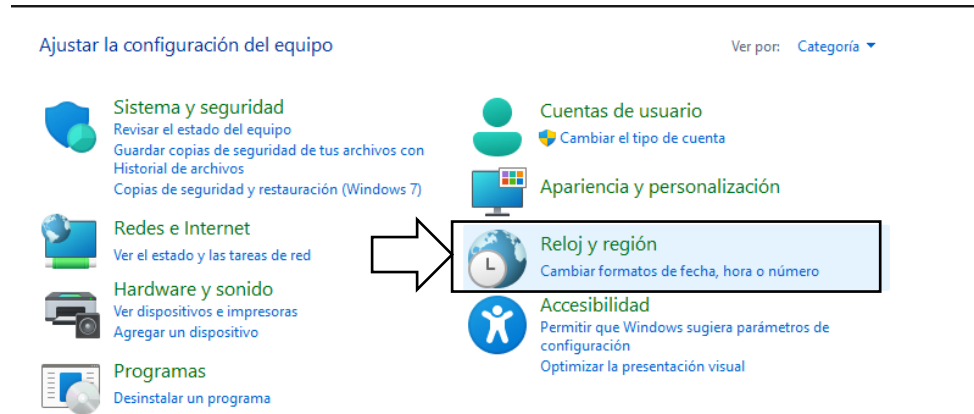 Ajustar la configuración del equipo
Ver por: Categoría
Sistema y seguridad
Revisar el estado del equipo
Guardar copias de seguridad de tus archivos con
Historial de archivos
Copias de seguridad y restauración (Windows 7)
Redes e Internet
Ver el estado y las tareas de red
Hardware y sonido
Ver dispositivos e impresoras
Agregar un dispositivo
Programas
Desinstalar un programa
Cuentas de usuario
Cambiar el tipo de cuenta
Apariencia y personalización
Reloj y región
Cambiar formatos de fecha, hora o número
Accesibilidad
Permitir que Windows sugiera parámetros de
configuración
Optimizar la presentación visual